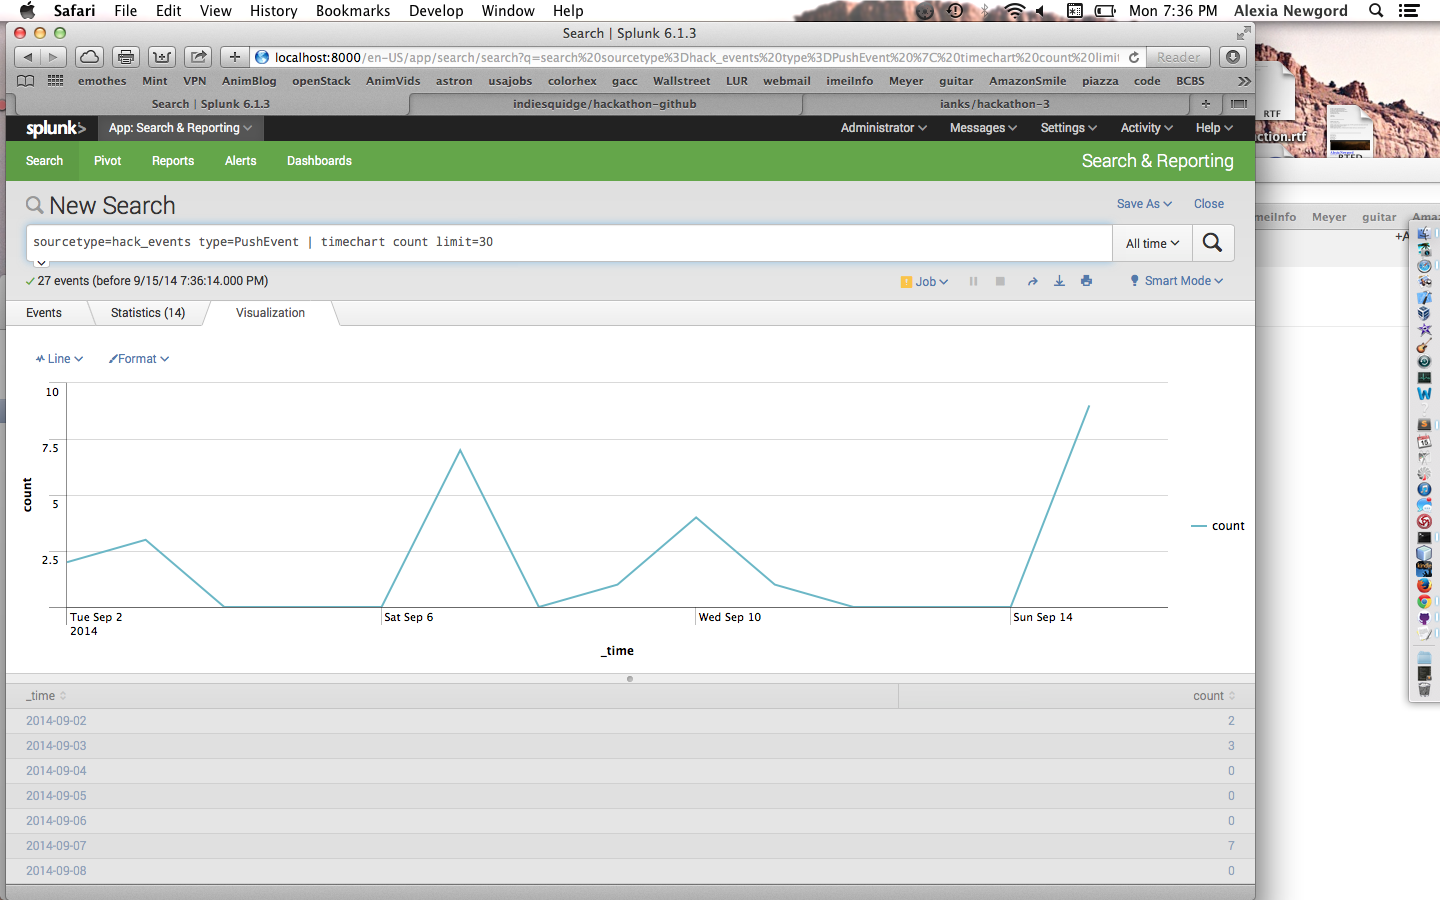 Safari File Edit View History Bookmarks Develop Window Help Mon 7:36 PM Alexia Newgord
Search | Splunk 6.1.3
localhost:8000/en-US/app/search/search?q=search%20sourcetype%3Dhack_events%20type%3DPushEvent%20%7C%20timechart%20count%20limit Reader
emothes Mint VPN AnimBlog openStack AnimVids astron usajobs colorhex gacc Wallstreet LUR webmail imeiInfo Meyer guitar AmazonSmile piazza code BCBS
Search | Splunk 6.1.3 indiesquidge/hackathon-github ianks/hackathon-3
RTF
ction.rtf
splunk> App: Search & Reporting Administrator Messages Settings Activity Help
Search Pivot Reports Alerts Dashboards Search & Reporting
New Search Save As Close
meiInfo Meyer guitar Amaz
sourcetype=hack_events type=PushEvent | timechart count limit=30 All time
27 events (before 9/15/14 7:36:14.000 PM) Job Smart Mode
Events Statistics (14) Visualization
Line Format
10
7.5
5
2.5
count
count
Tue Sep 2 Sat Sep 6 Wed Sep 10 Sun Sep 14
2014
_time
_time count
2014-09-02 2
2014-09-03 3
2014-09-04 0
2014-09-05 0
2014-09-06 0
2014-09-07 7
2014-09-08 0